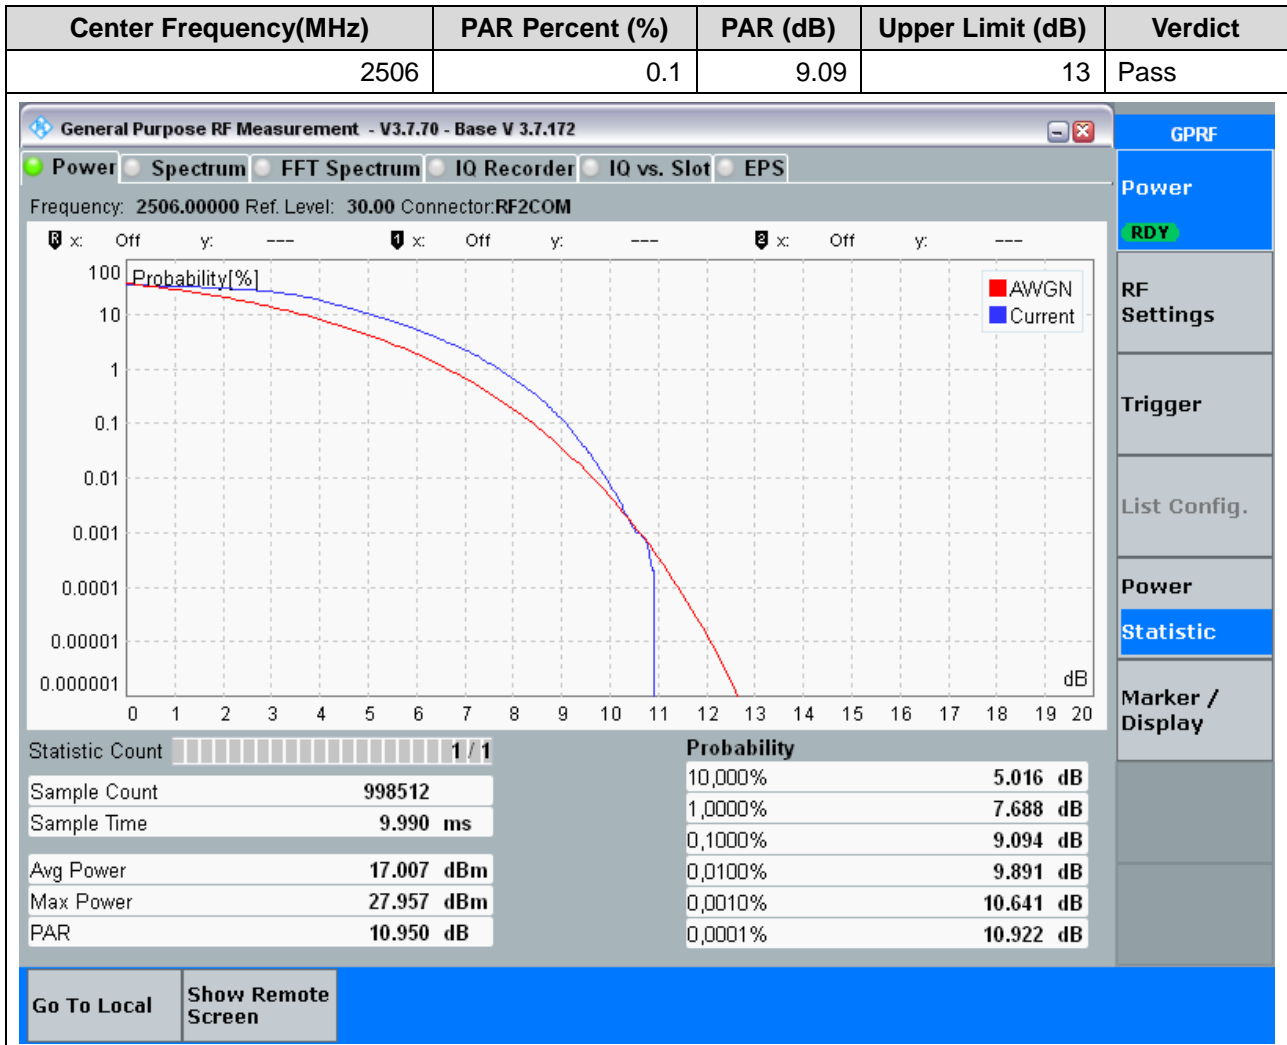 Center Frequency(MHz) PAR Percent (%) PAR (dB) Upper Limit (dB) Verdict
2506 0.1 9.09 13 Pass
General Purpose RF Measurement - V3.7.70 - Base V 3.7.172
GPRF
Power Spectrum FFT Spectrum IQ Recorder IQ vs. Slot EPS
Power
RDY
Frequency: 2506.00000 Ref. Level: 30.00 Connector:RF2COM
R x: Off y: --- 1 x: Off y: --- 2 x: Off y: ---
Probability[%]
AWGN
Current
100
10
1
0.1
0.01
0.001
0.0001
0.00001
0.000001
dB
0 1 2 3 4 5 6 7 8 9 10 11 12 13 14 15 16 17 18 19 20
RF
Settings
Trigger
List Config.
Power
Statistic
Marker /
Display
Statistic Count 1 / 1
Sample Count 998512
Sample Time 9.990 ms
Avg Power 17.007 dBm
Max Power 27.957 dBm
PAR 10.950 dB
Probability
10,000% 5.016 dB
1,0000% 7.688 dB
0,1000% 9.094 dB
0,0100% 9.891 dB
0,0010% 10.641 dB
0,0001% 10.922 dB
Go To Local
Show Remote
Screen